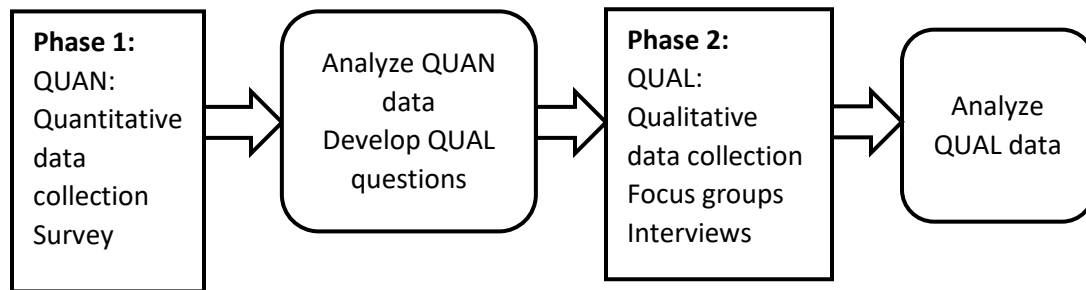 Phase 1:
QUAN:
Quantitative
data
collection
Survey
Analyze QUAN
data
Develop QUAL
questions
Phase 2:
QUAL:
Qualitative
data collection
Focus groups
Interviews
Analyze
QUAL data